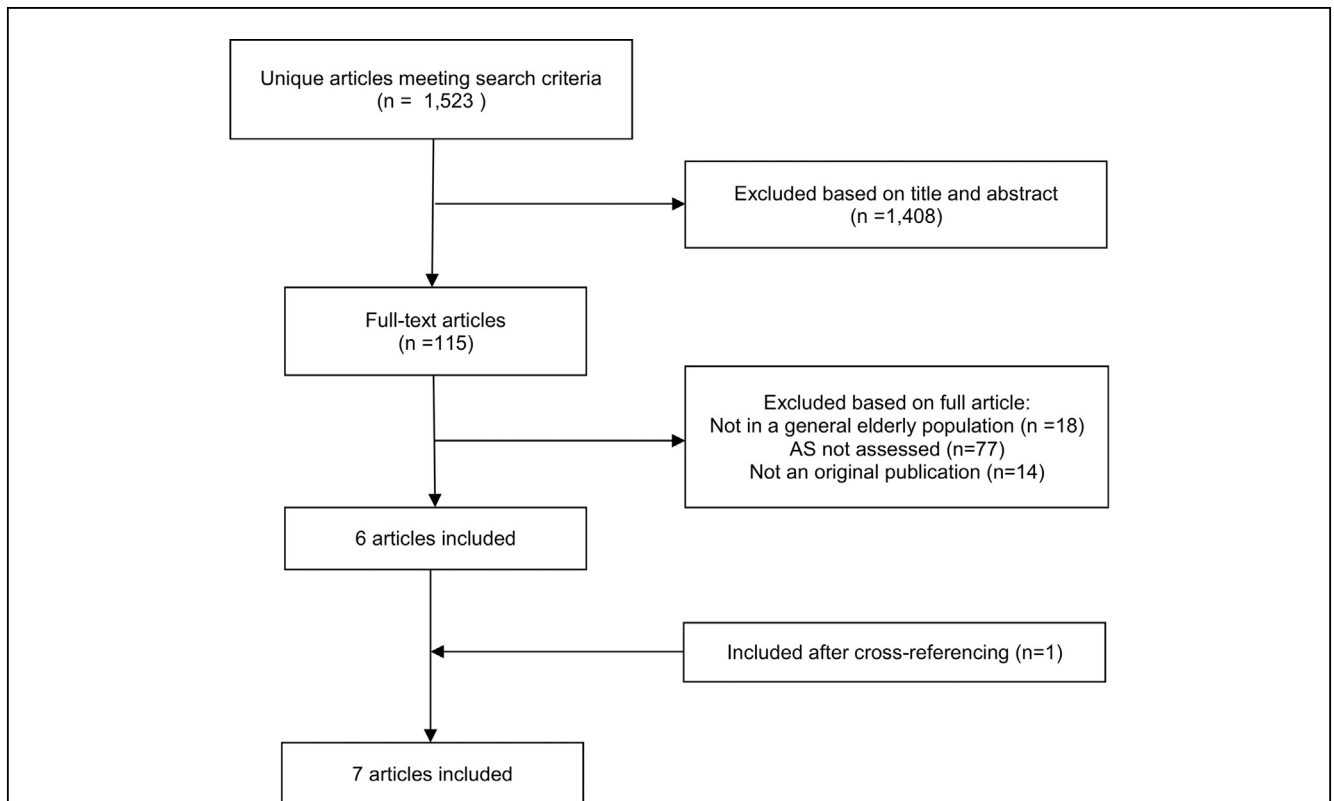 Unique articles meeting search criteria
(n = 1,523 )
Excluded based on title and abstract
(n =1,408)
Full-text articles
(n =115)
Excluded based on full article:
Not in a general elderly population (n =18)
AS not assessed (n=77)
Not an original publication (n=14)
6 articles included
Included after cross-referencing (n=1)
7 articles included